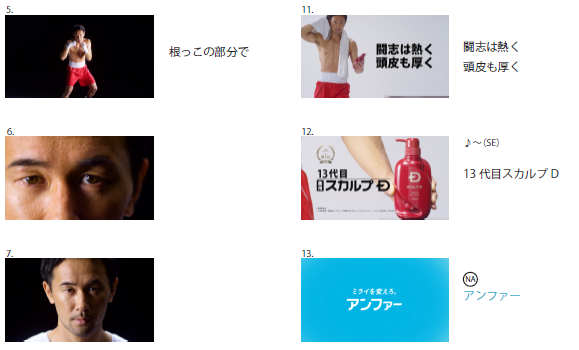 5.
根っこの部分で
6.
7.
11.
闘志は熱く
頭皮も厚く
闘志は熱く
頭皮も厚く
12.
13代目
スカルプD
♪～（SE）
13代目スカルプD
13.
ミライを変えろ。
アンファー
NA
アンファー